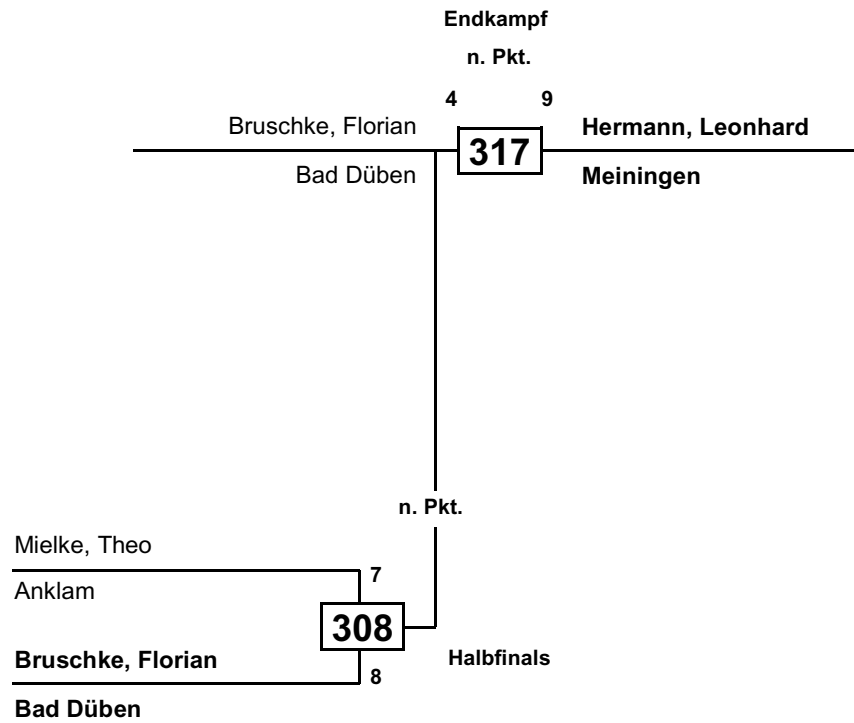 Endkampf
n. Pkt.
4 9
Bruschke, Florian 317 Hermann, Leonhard
Bad Düben Meiningen
n. Pkt.
Mielke, Theo
7
Anklam
308
Bruschke, Florian Halbfinals
8
Bad Düben